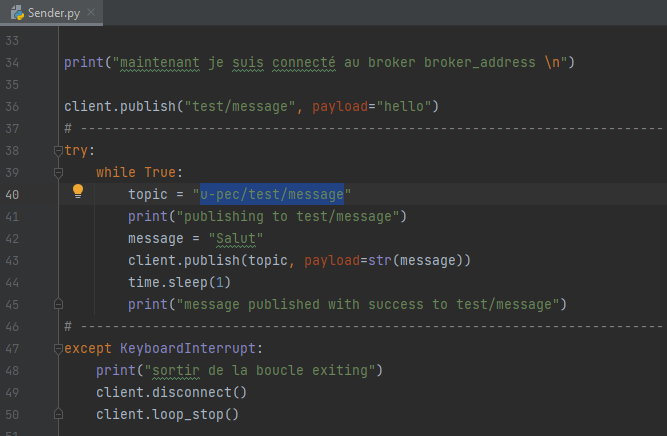 Sender.py
33
34 print("maintenant je suis connecté au broker broker_address \n")
35
36 client.publish("test/message", payload="hello")
37 # ---------------------------------------------------------------------------
38 try:
39 while True:
40 topic = "u-pec/test/message"
41 print("publishing to test/message")
42 message = "Salut"
43 client.publish(topic, payload=str(message))
44 time.sleep(1)
45 print("message published with success to test/message")
46 # ---------------------------------------------------------------------------
47 except KeyboardInterrupt:
48 print("sortir de la boucle exiting")
49 client.disconnect()
50 client.loop_stop()